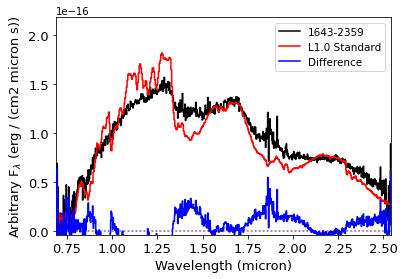 1e−16
1643-2359
L1.0 Standard
Difference
2.0
1.5
1.0
0.5
0.0
Arbitrary Fλ (erg / (cm2 micron s))
0.75 1.00 1.25 1.50 1.75 2.00 2.25 2.50
Wavelength (micron)